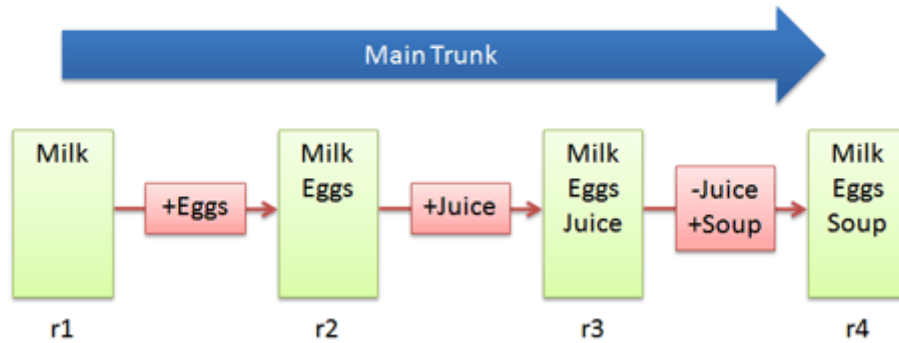 Main Trunk
Milk
+Eggs
Milk
Eggs
+Juice
Milk
Eggs
Juice
-Juice
+Soup
Milk
Eggs
Soup
r1
r2
r3
r4